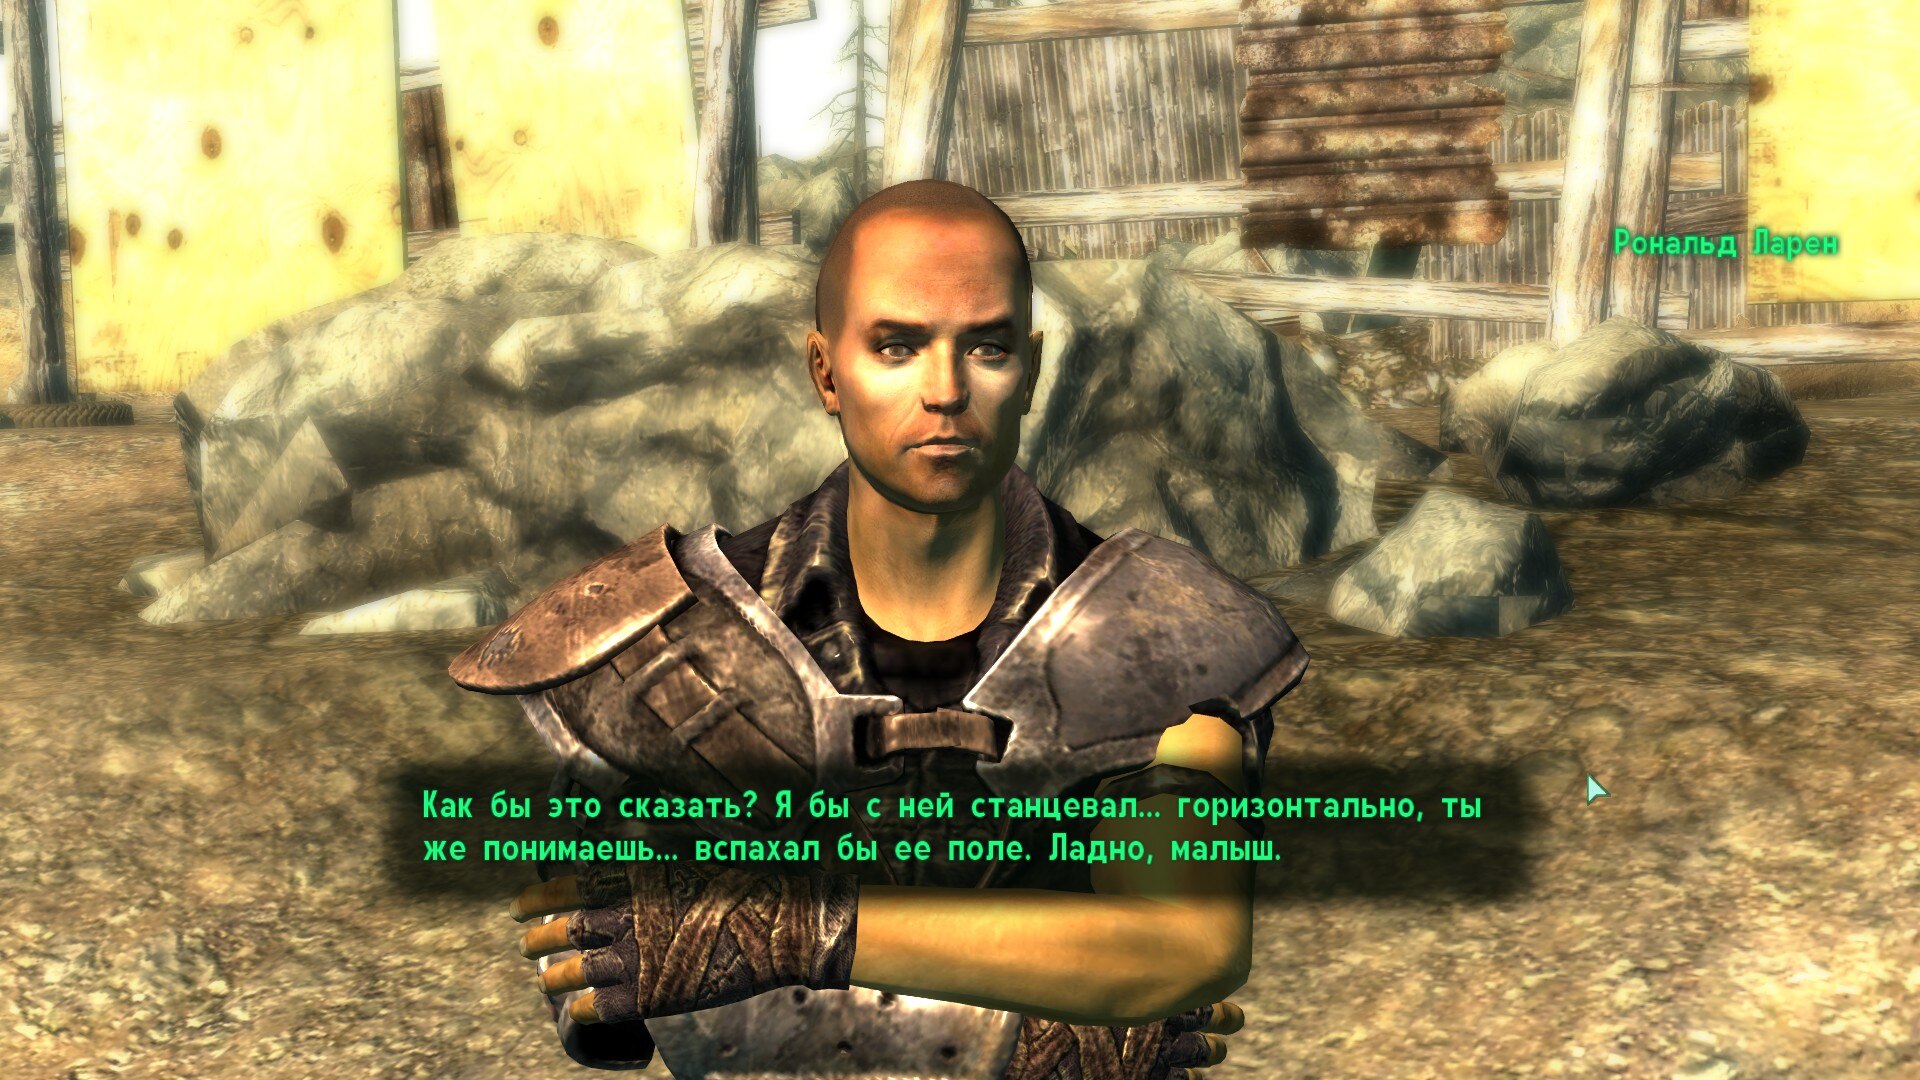 Рональд Ларен
Как бы это сказать? Я бы с ней станцевал... горизонтально, ты
же понимаешь... вспахал бы ее поле. Ладно, малыш.